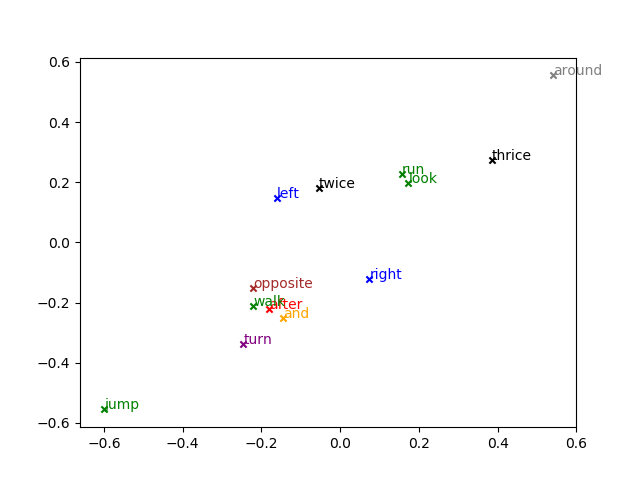 0.6
around
0.4
thrice
run
look
0.2
twice
left
0.0
right
opposite
walk
after
−0.2
and
turn
−0.4
jump
−0.6
−0.6 −0.4 −0.2 0.0 0.2 0.4 0.6